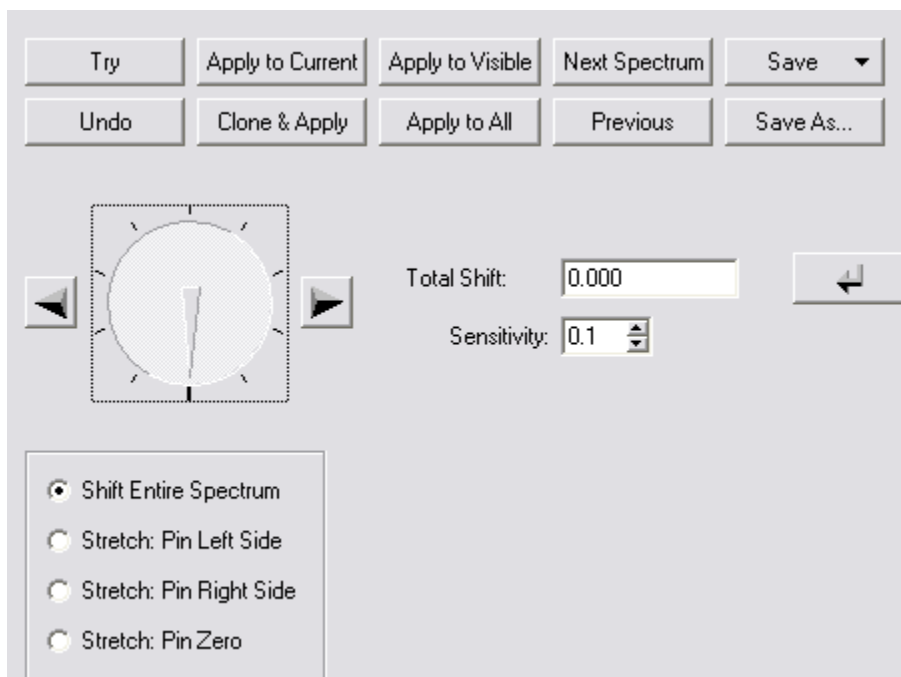 Try Apply to Current Apply to Visible Next Spectrum Save
Undo Clone & Apply Apply to All Previous Save As...
Total Shift: 0.000
Sensitivity: 0.1
Shift Entire Spectrum
Stretch: Pin Left Side
Stretch: Pin Right Side
Stretch: Pin Zero